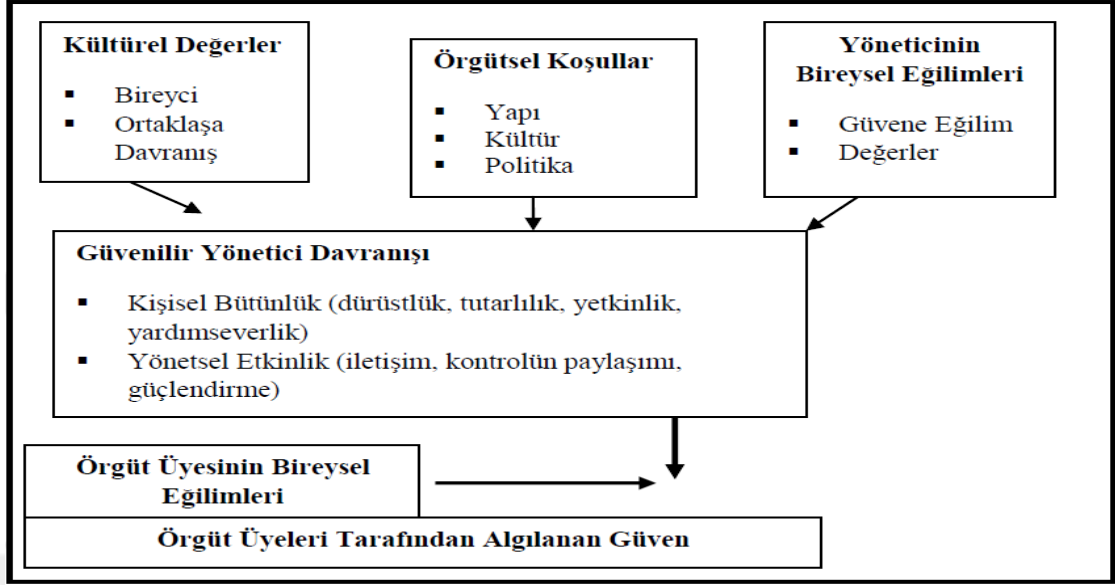 Kültürel Değerler
▪ Bireyci
▪ Ortaklaşa
Davranış
Örgütsel Koşullar
▪ Yapı
▪ Kültür
▪ Politika
Yöneticinin
Bireysel Eğilimleri
▪ Güvene Eğilim
▪ Değerler
Güvenilir Yönetici Davranışı
▪ Kişisel Bütünlük (dürüstlük, tutarlılık, yetkinlik,
yardımseverlik)
▪ Yönetsel Etkinlik (iletişim, kontrolün paylaşımı,
güçlendirme)
Örgüt Üyesinin Bireysel
Eğilimleri
Örgüt Üyeleri Tarafından Algılanan Güven